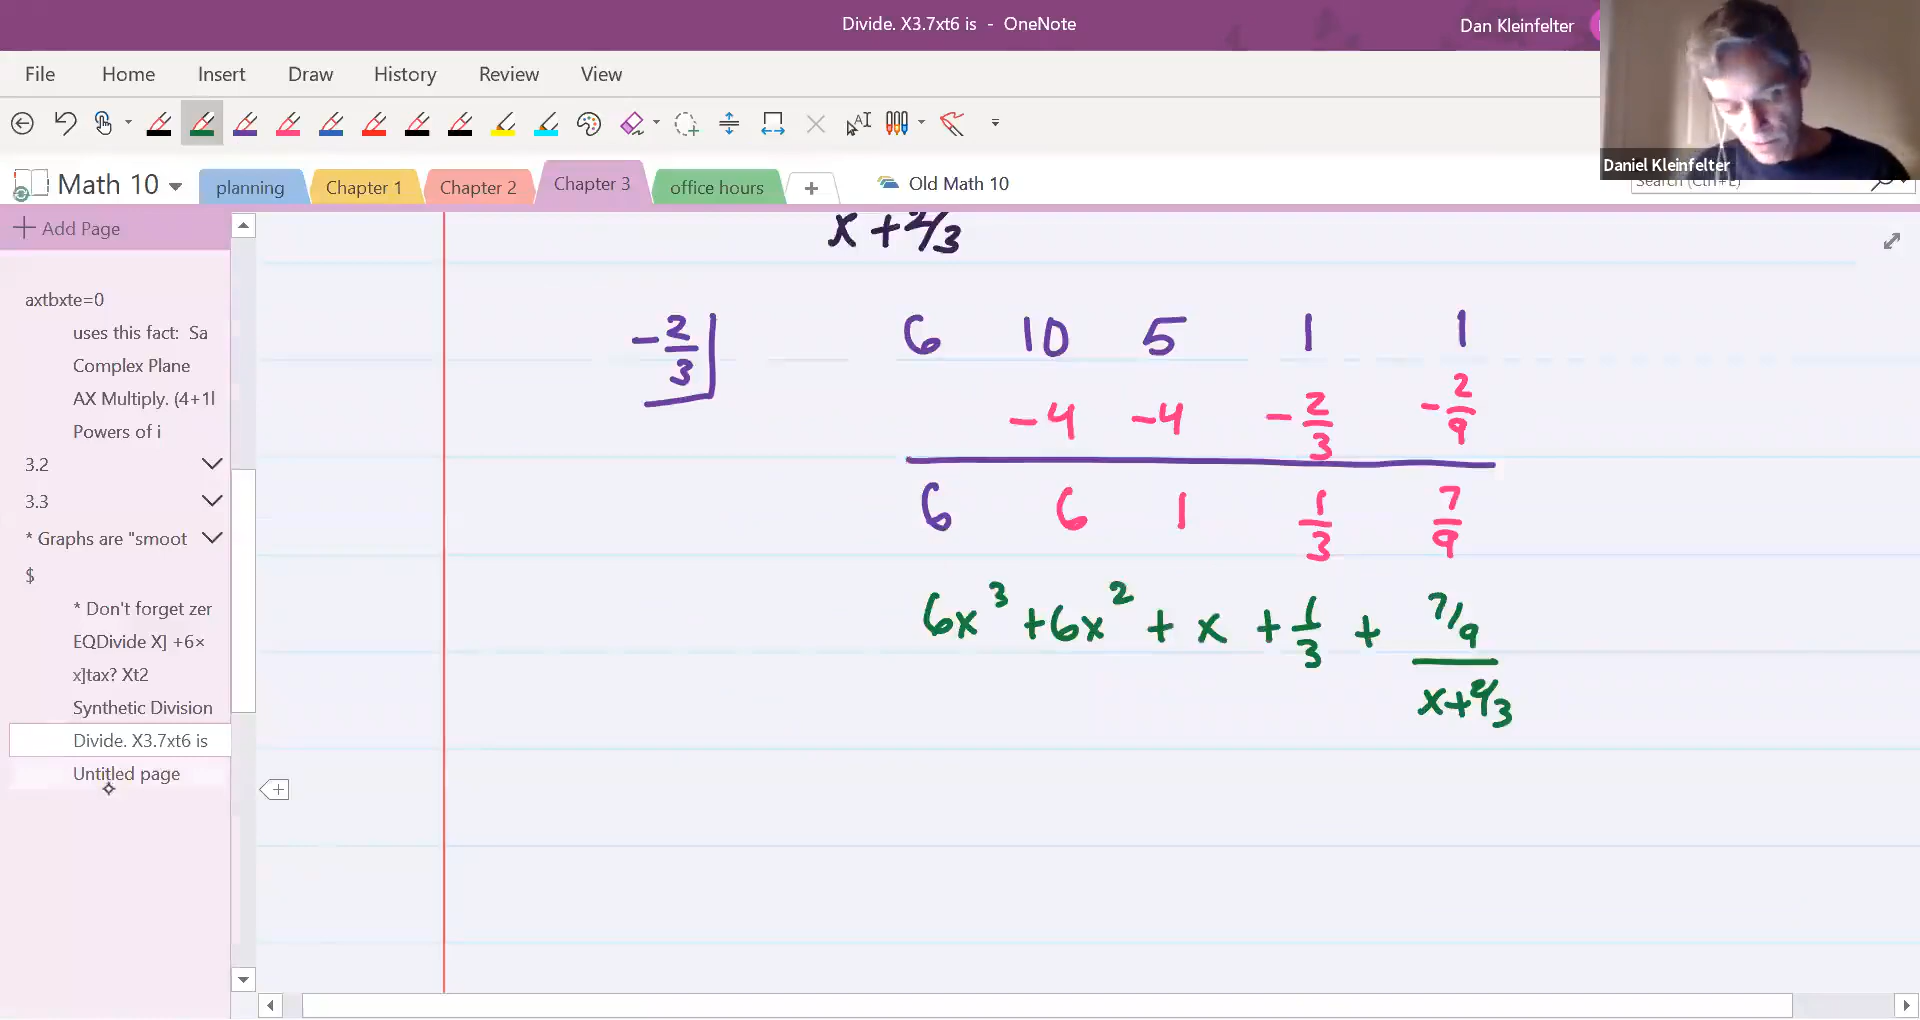 Divide. X3.7xt6 is - OneNote
Dan Kleinfelter
File Home Insert Draw History Review View
Daniel Kleinfelter
Math 10 planning Chapter 1 Chapter 2 Chapter 3 office hours + Old Math 10
Search (Ctrl+E)
+ Add Page
axtbxte=0
uses this fact: Sa
Complex Plane
AX Multiply. (4+1l
Powers of i
3.2
3.3
* Graphs are "smoot
$
* Don't forget zer
EQDivide X] +6×
x]tax? Xt2
Synthetic Division
Divide. X3.7xt6 is
Untitled page
x + 2/3
-2/3 | 6 10 5 1 1
-4 -4 -2/3 -2/9
6 6 1 1/3 7/9
6x³ + 6x² + x + 1/3 + 7/9
x + 2/3